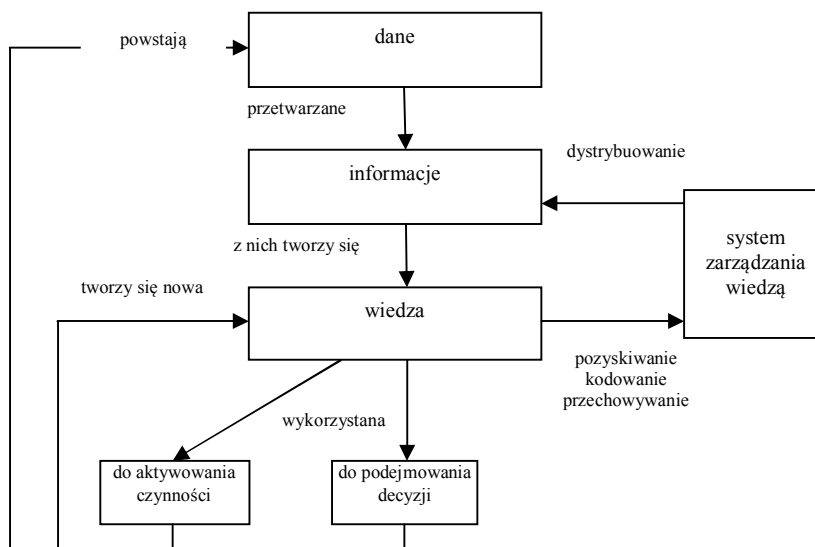 powstają
dane
przetwarzane
dystrybuowanie
informacje
system
zarządzania
wiedzą
z nich tworzy się
tworzy się nowa
wiedza
pozyskiwanie
kodowanie
przechowywanie
wykorzystana
do aktywowania
czynności
do podejmowania
decyzji